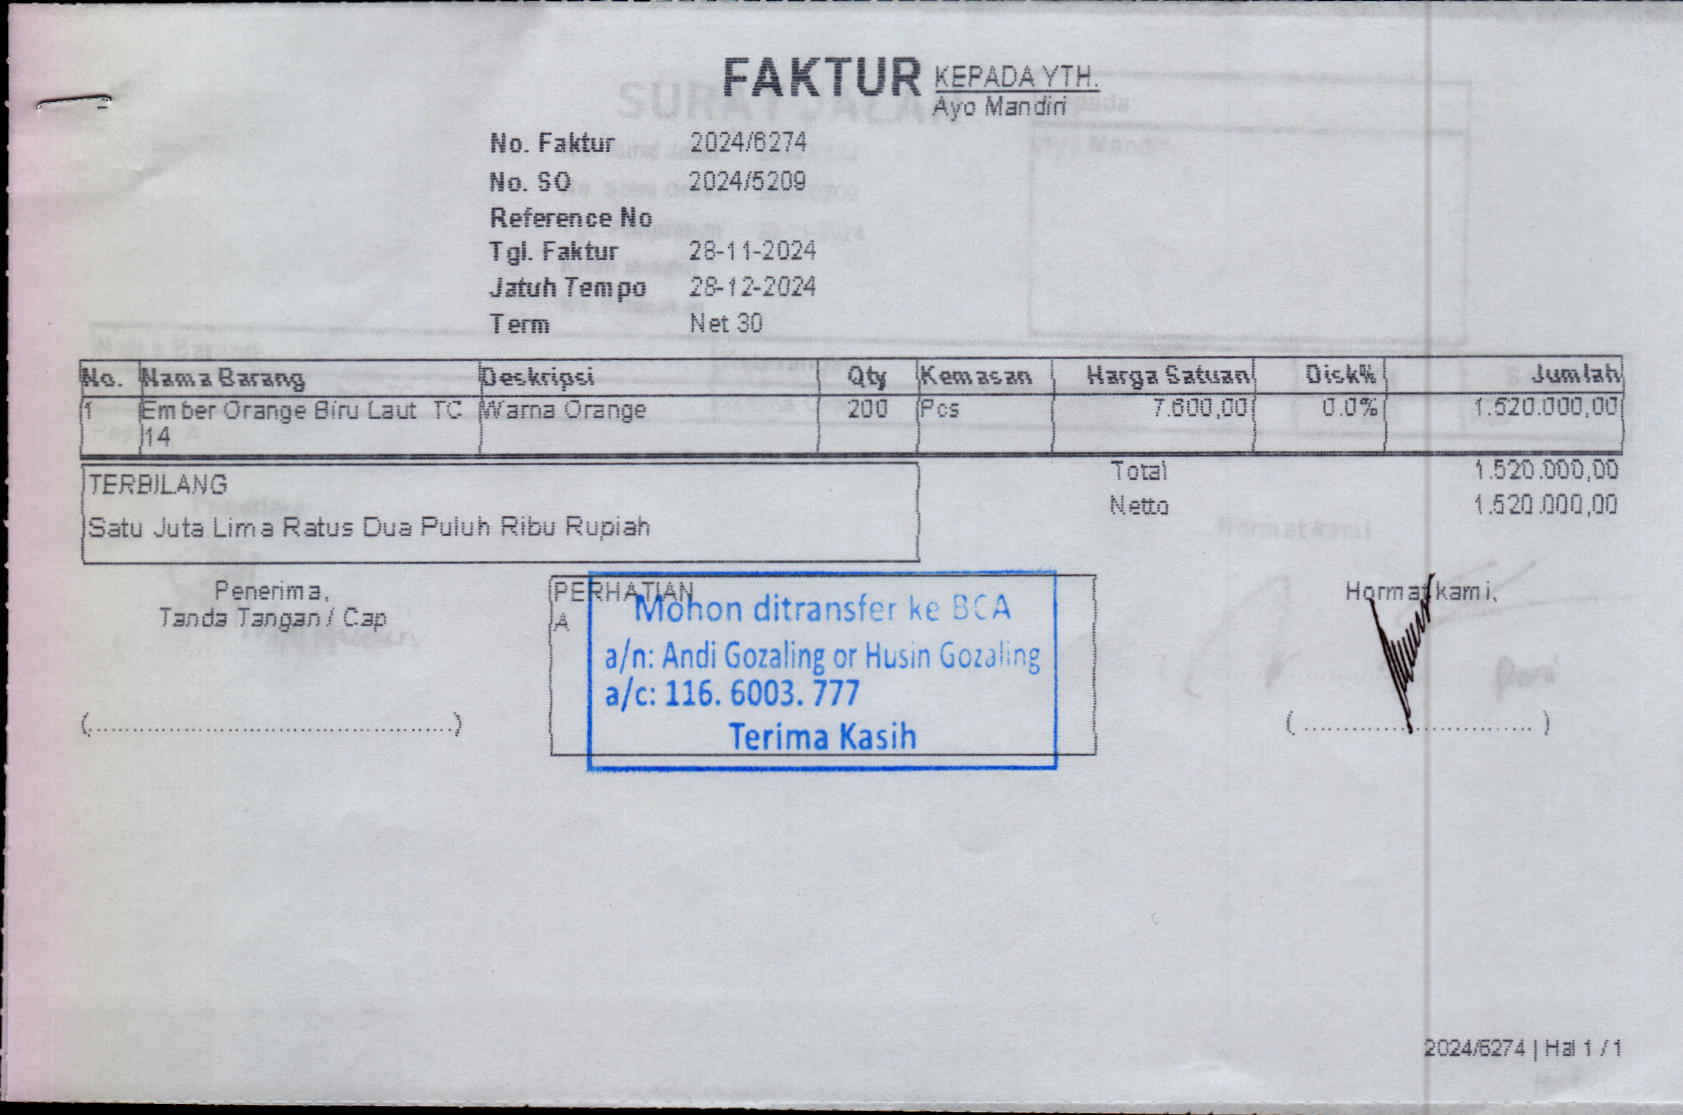 FAKTUR
KEPADA YTH.
Ayo Mandiri
No. Faktur 2024/6274
No. SO 2024/5209
Reference No
Tgl. Faktur 28-11-2024
Jatuh Tempo 28-12-2024
Term Net 30
No. Nama Barang Deskripsi Qty Kemasan Harga Satuan Disk% Jumlah
1 Ember Orange Biru Laut TC Warna Orange 200 Pcs 7.600,00 0.0% 1.520.000,00
14
Total 1.520.000,00
Netto 1.520.000,00
TERBILANG
Satu Juta Lima Ratus Dua Puluh Ribu Rupiah
Penerima,
Tanda Tangan / Cap
(............................................................)
PERHATIAN
A
Mohon ditransfer ke BCA
a/n: Andi Gozaling or Husin Gozaling
a/c: 116. 6003. 777
Terima Kasih
Hormat kami,
(......................................)
2024/6274 | Hal 1 / 1
SURAT JALAN